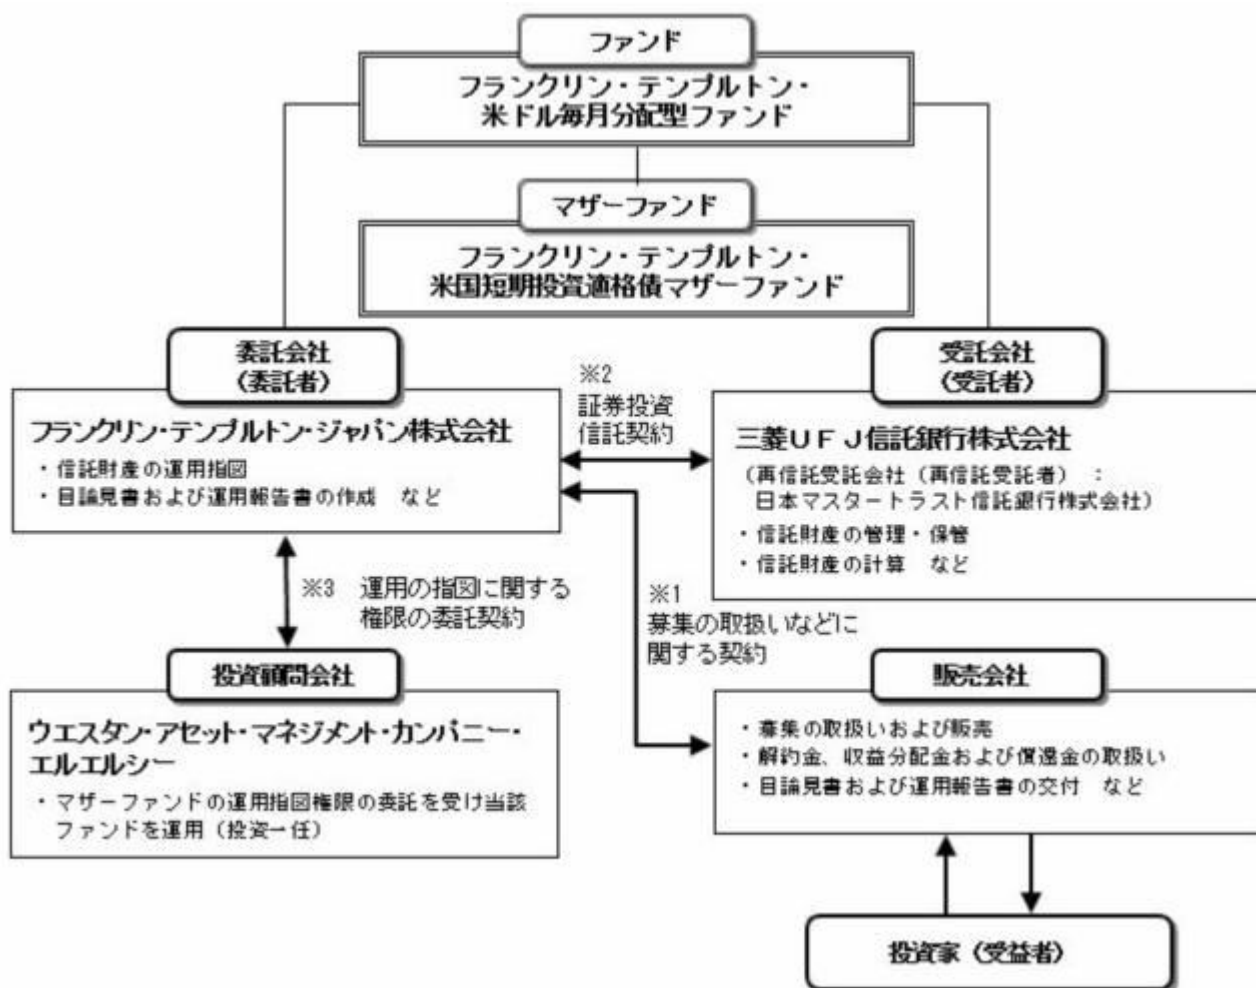 ファンド
フランクリン・テンプルトン・
米ドル毎月分配型ファンド
マザーファンド
フランクリン・テンプルトン・
米国短期投資適格債マザーファンド
委託会社
(委託者)
フランクリン・テンプルトン・ジャパン株式会社
・信託財産の運用指図
・目論見書および運用報告書の作成 など
※2
証券投資
信託契約
受託会社
(受託者)
三菱UFJ信託銀行株式会社
(再信託受託会社(再信託受託者) :
日本マスタートラスト信託銀行株式会社)
・信託財産の管理・保管
・信託財産の計算 など
※3 運用の指図に関する
権限の委託契約
※1
募集の取扱いなどに
関する契約
投資顧問会社
ウエスタン・アセット・マネジメント・カンパニー・
エルエルシー
・マザーファンドの運用指図権限の委託を受け当該
ファンドを運用(投資一任)
販売会社
・募集の取扱いおよび販売
・解約金、収益分配金および償還金の取扱い
・目論見書および運用報告書の交付 など
投資家(受益者)